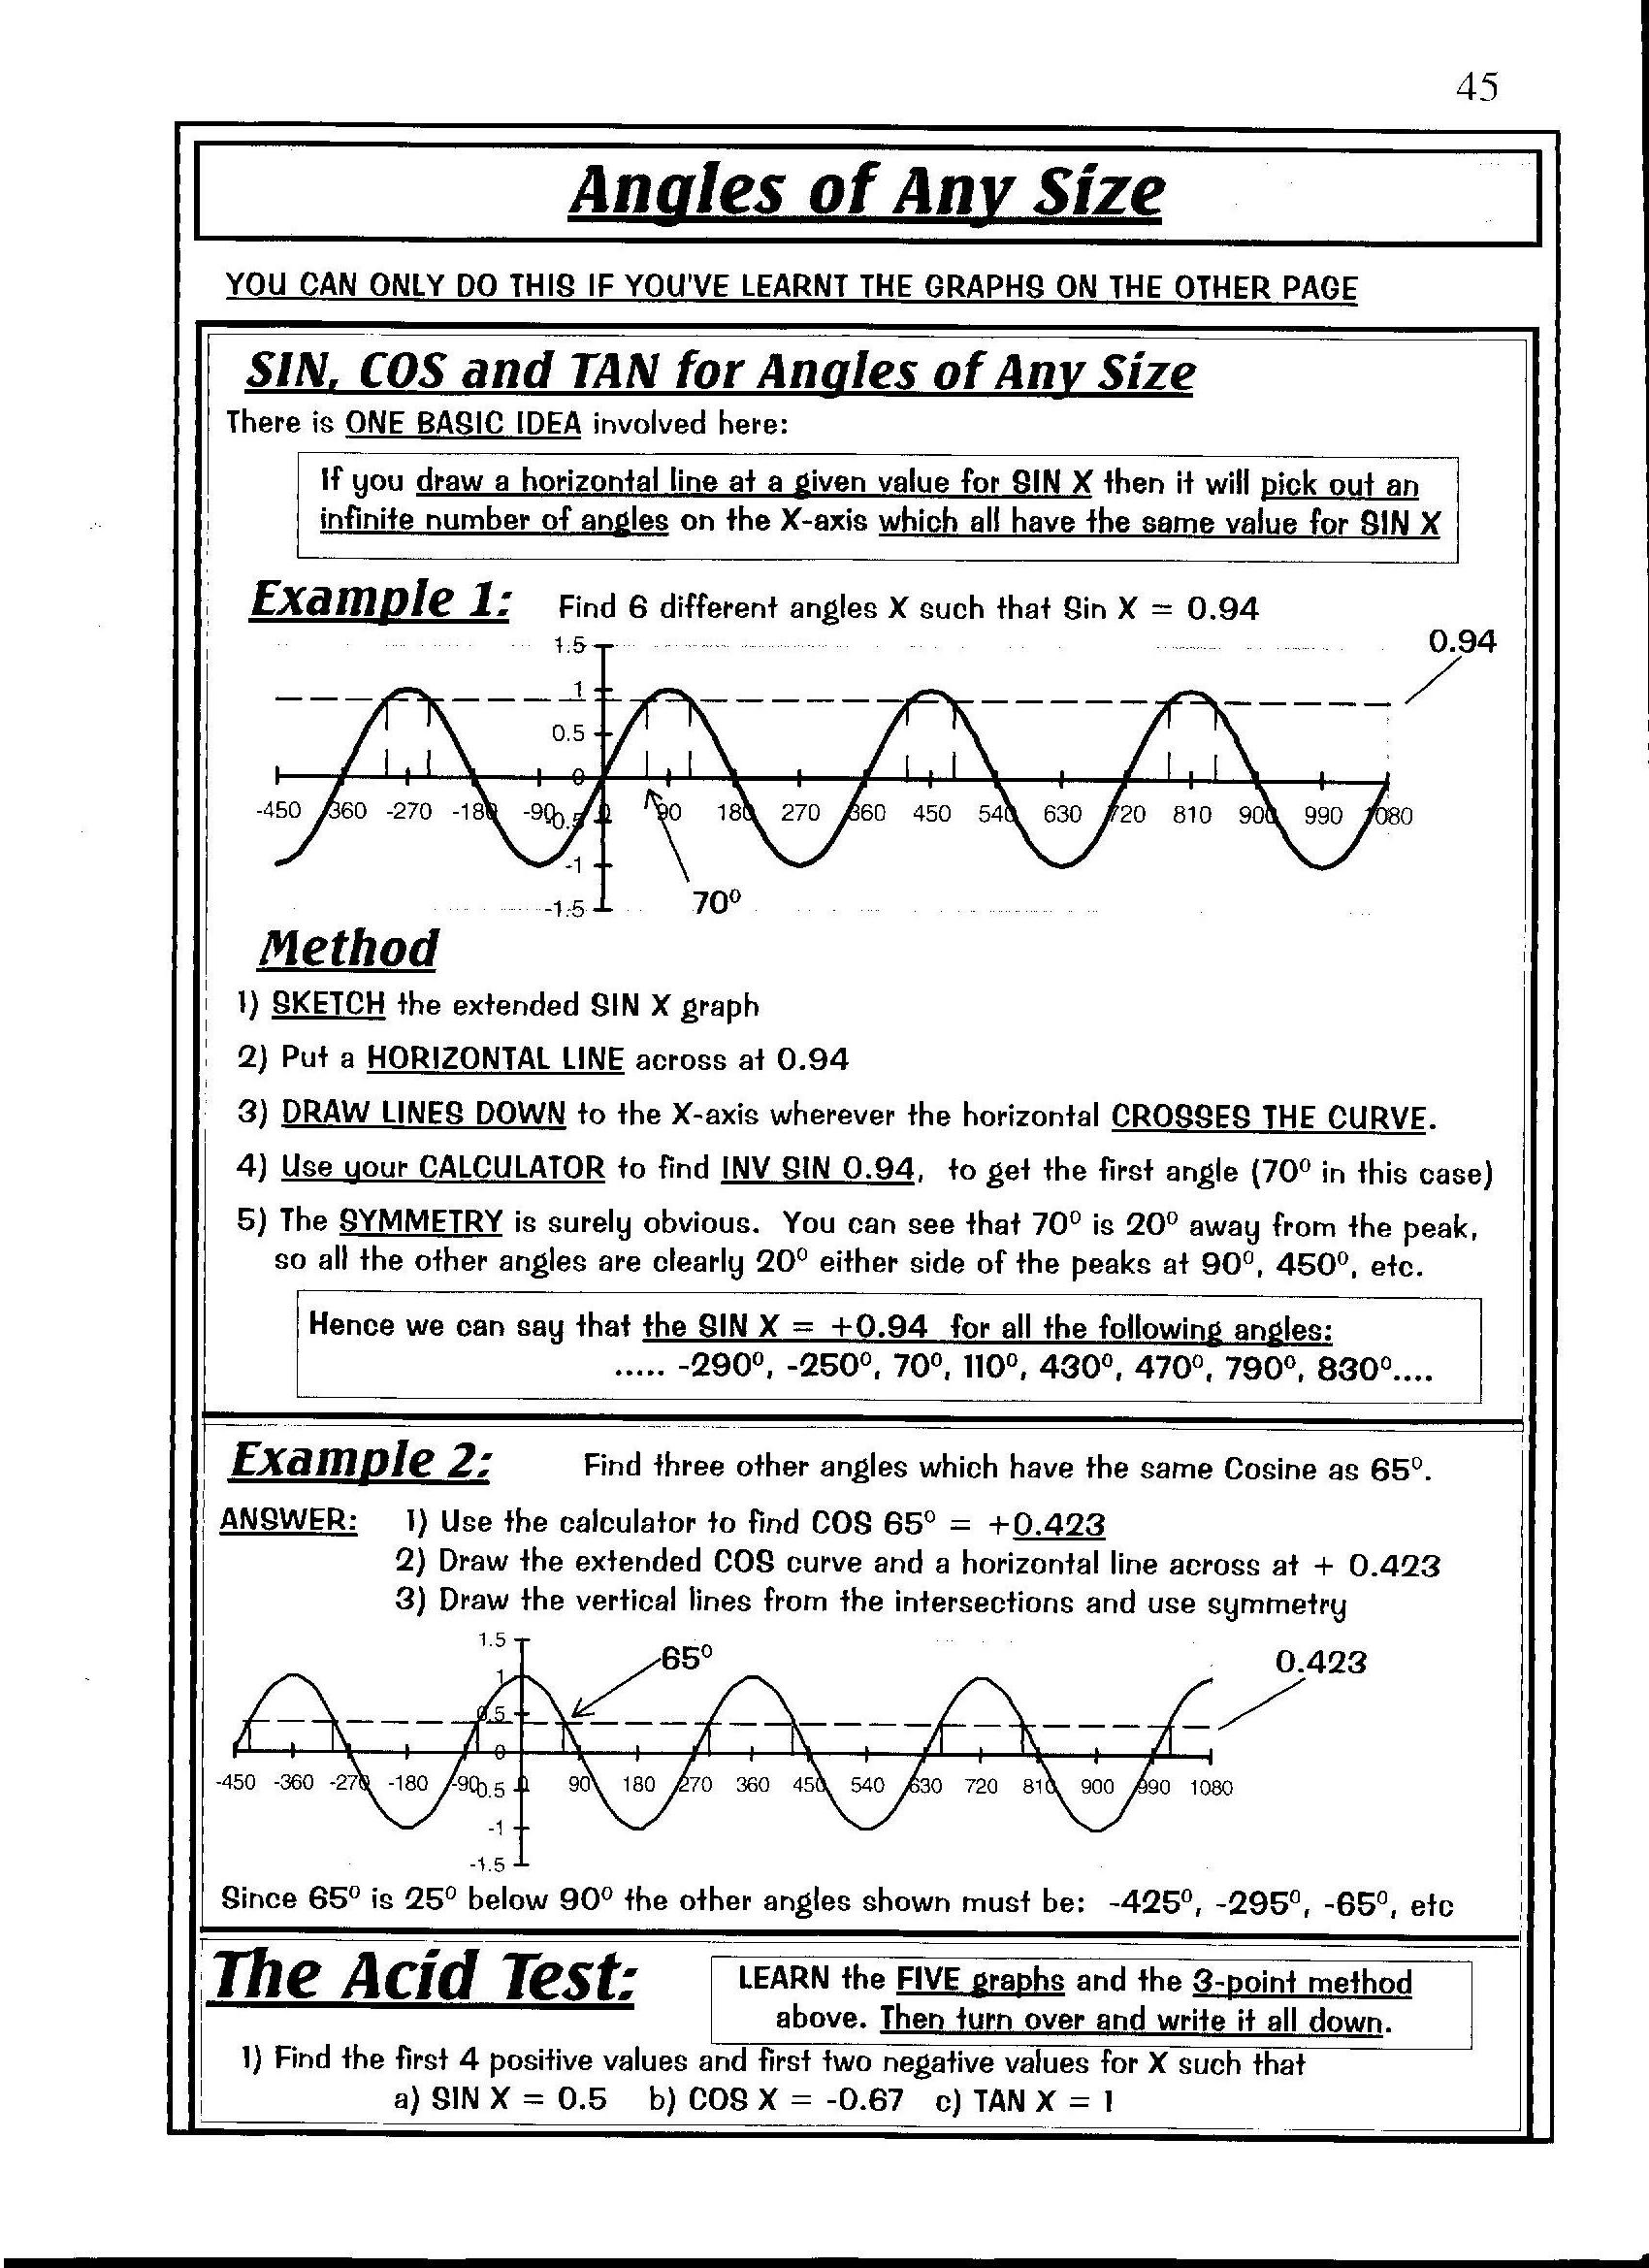 45
Angles of Any Size
YOU CAN ONLY DO THIS IF YOU'VE LEARNT THE GRAPHS ON THE OTHER PAGE
SIN, COS and TAN for Angles of Any Size
There is ONE BASIC IDEA involved here:
If you draw a horizontal line at a given value for SIN X then it will pick out an
infinite number of angles on the X-axis which all have the same value for SIN X
Example 1: Find 6 different angles X such that Sin X = 0.94
0.94
1.5
1
0.5
0
-450 -360 -270 -180 -90 0 90 180 270 360 450 540 630 720 810 900 990 1080
-0.5
-1
-1.5
70⁰
Method
1) SKETCH the extended SIN X graph
2) Put a HORIZONTAL LINE across at 0.94
3) DRAW LINES DOWN to the X-axis wherever the horizontal CROSSES THE CURVE.
4) Use your CALCULATOR to find INV SIN 0.94, to get the first angle (70⁰ in this case)
5) The SYMMETRY is surely obvious. You can see that 70⁰ is 20⁰ away from the peak,
so all the other angles are clearly 20⁰ either side of the peaks at 90⁰, 450⁰, etc.
Hence we can say that the SIN X = +0.94 for all the following angles:
..... -290⁰, -250⁰, 70⁰, 110⁰, 430⁰, 470⁰, 790⁰, 830⁰....
Example 2: Find three other angles which have the same Cosine as 65⁰.
ANSWER: 1) Use the calculator to find COS 65⁰ = +0.423
2) Draw the extended COS curve and a horizontal line across at + 0.423
3) Draw the vertical lines from the intersections and use symmetry
1.5
65⁰
0.423
1
0.5
0
-450 -360 -270 -180 -90 0 90 180 270 360 450 540 630 720 810 900 990 1080
-0.5
-1
-1.5
Since 65⁰ is 25⁰ below 90⁰ the other angles shown must be: -425⁰, -295⁰, -65⁰, etc
The Acid Test:
LEARN the FIVE graphs and the 3-point method
above. Then turn over and write it all down.
1) Find the first 4 positive values and first two negative values for X such that
a) SIN X = 0.5 b) COS X = -0.67 c) TAN X = 1